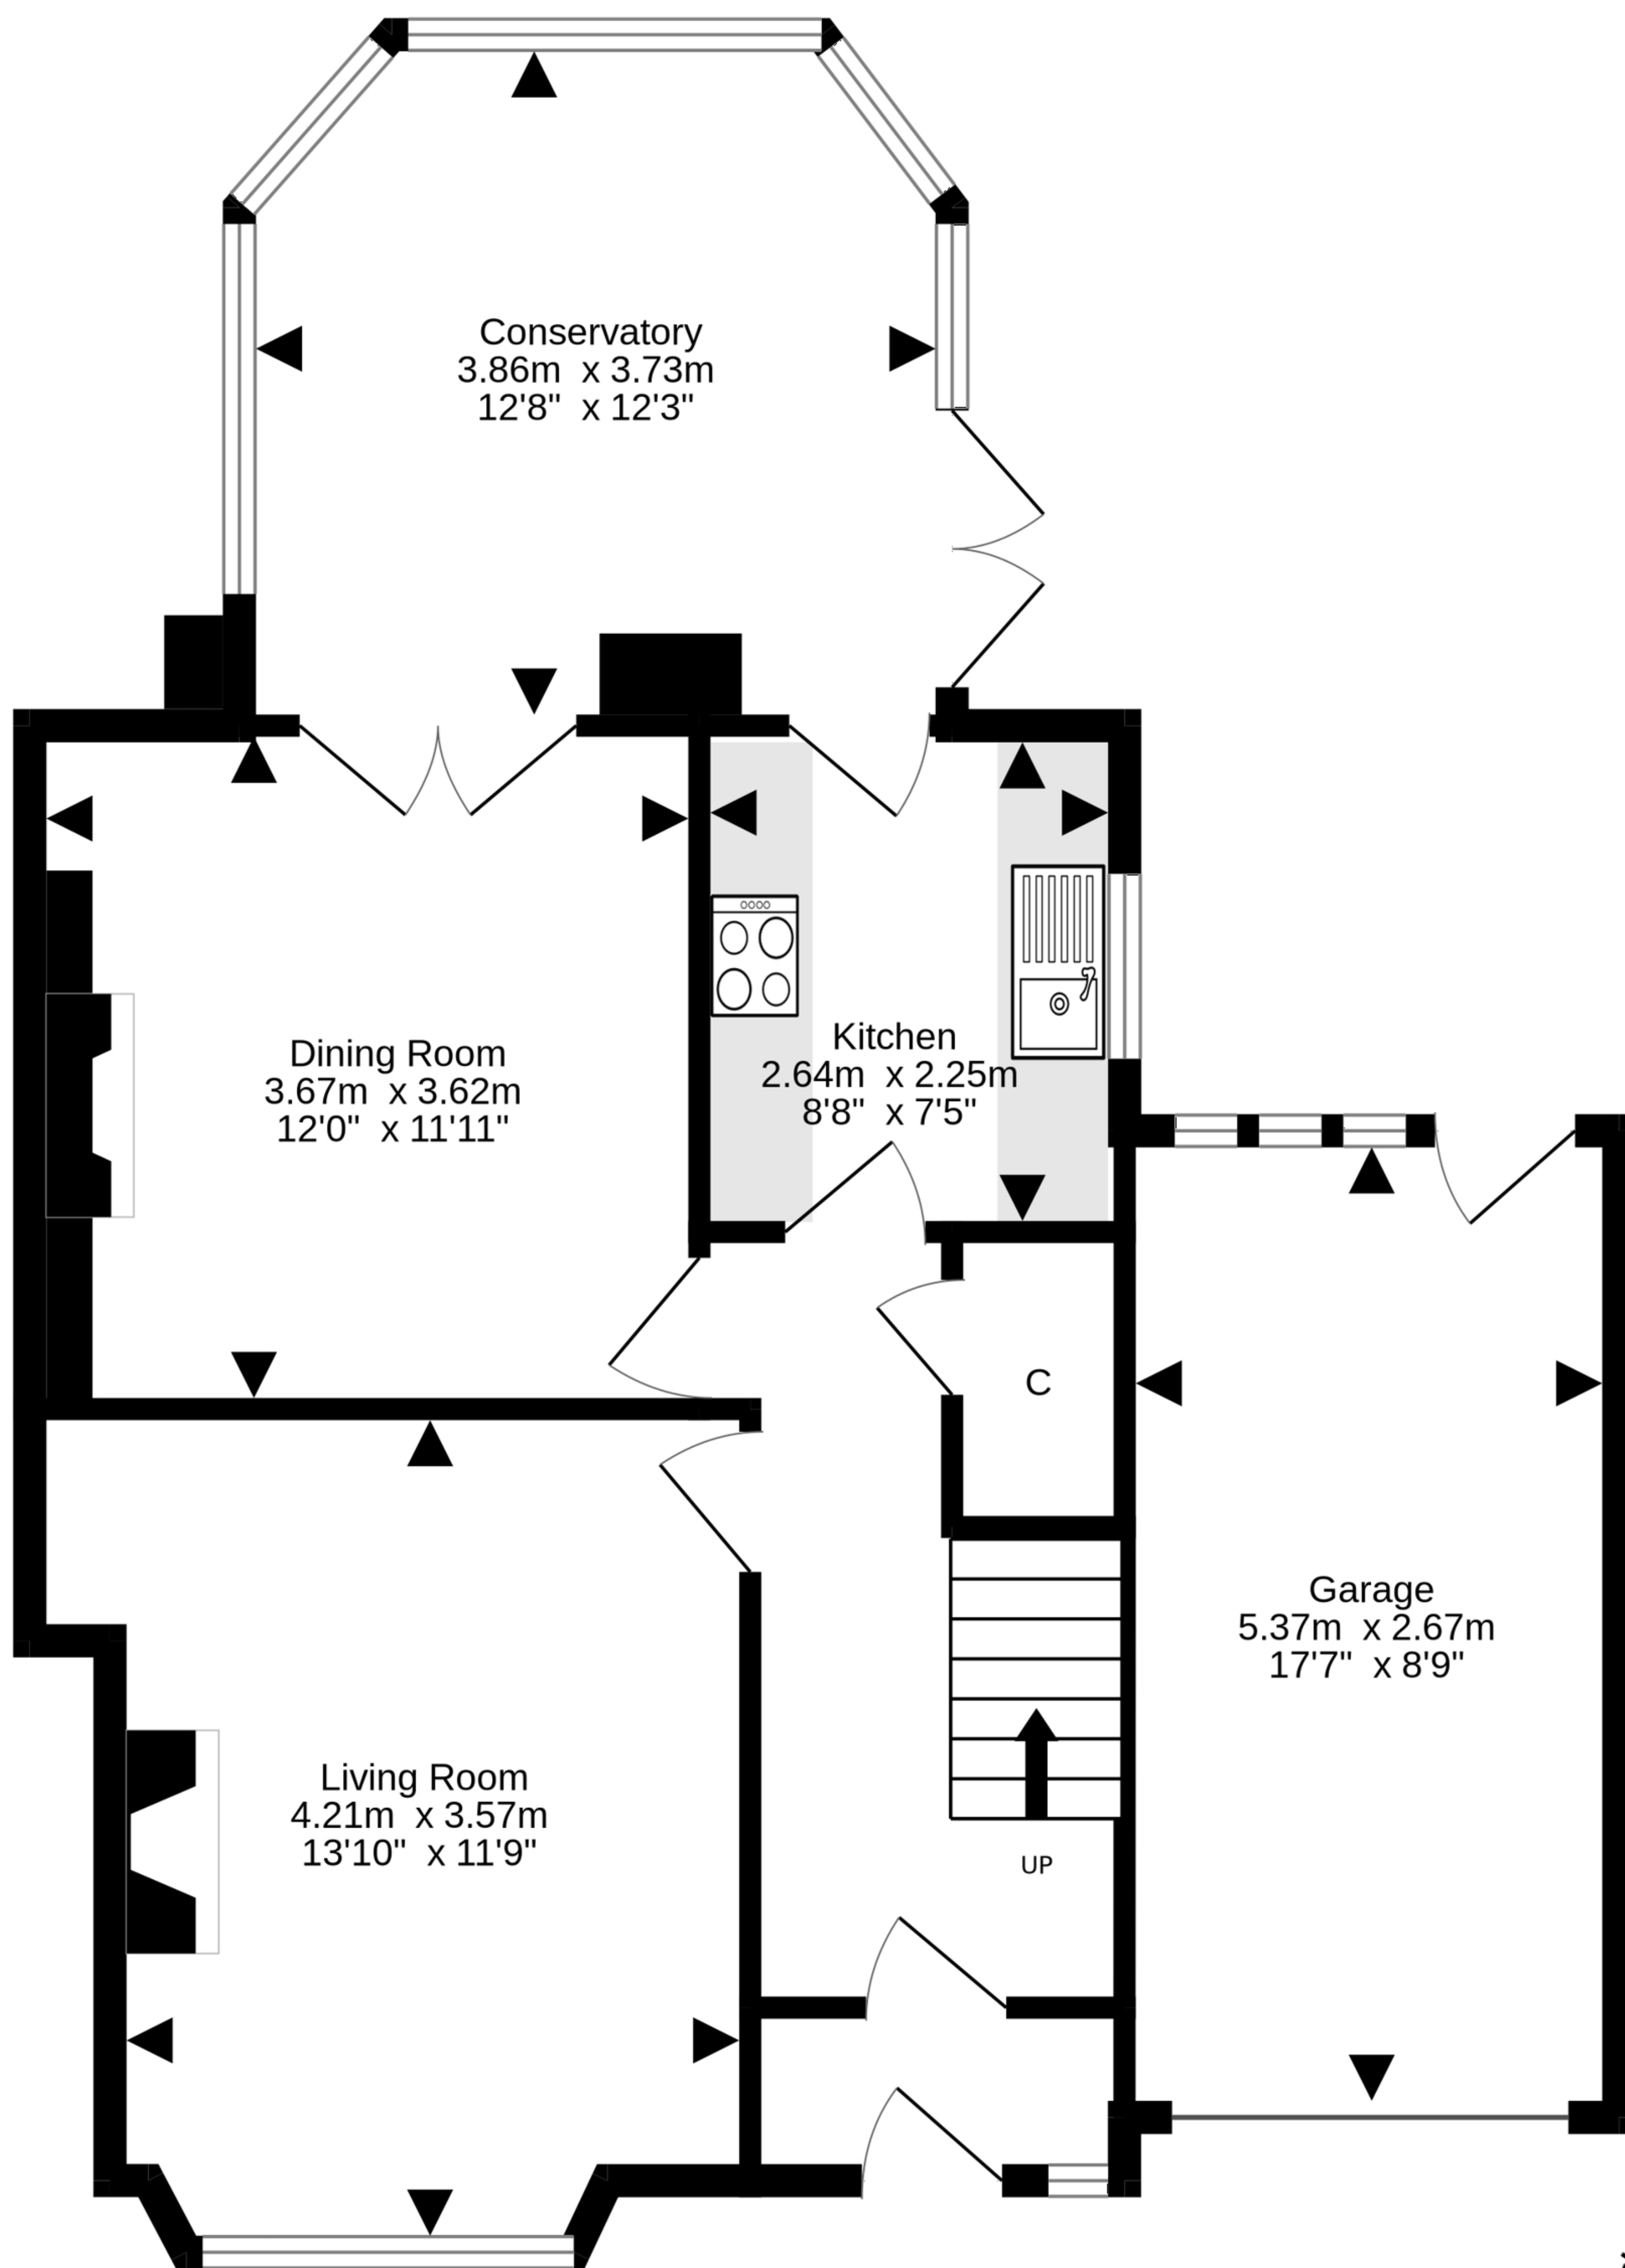 Conservatory
3.86m x 3.73m
12'8" x 12'3"
Dining Room
3.67m x 3.62m
12'0" x 11'11"
Kitchen
2.64m x 2.25m
8'8" x 7'5"
C
Garage
5.37m x 2.67m
17'7" x 8'9"
Living Room
4.21m x 3.57m
13'10" x 11'9"
UP